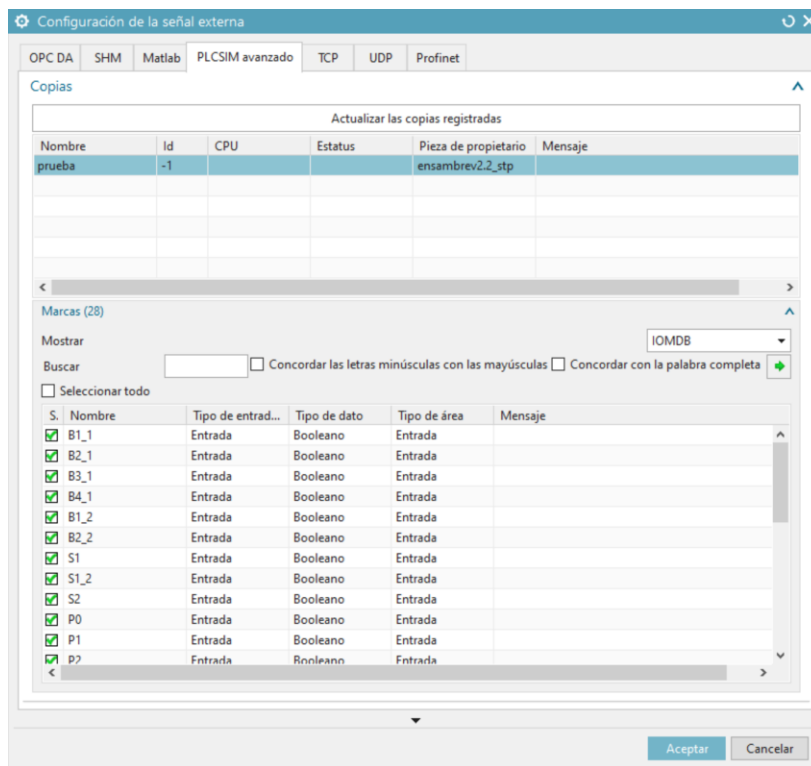 Configuración de la señal externa
OPC DA SHM Matlab PLCSIM avanzado TCP UDP Profinet
Copias
Actualizar las copias registradas
Nombre Id CPU Estatus Pieza de propietario Mensaje
prueba -1 ensambrev2.2_stp
Marcas (28)
Mostrar IOMDB
Buscar Concordar las letras minúsculas con las mayúsculas Concordar con la palabra completa
Seleccionar todo
S. Nombre Tipo de entrad... Tipo de dato Tipo de área Mensaje
B1_1 Entrada Booleano Entrada
B2_1 Entrada Booleano Entrada
B3_1 Entrada Booleano Entrada
B4_1 Entrada Booleano Entrada
B1_2 Entrada Booleano Entrada
B2_2 Entrada Booleano Entrada
S1 Entrada Booleano Entrada
S1_2 Entrada Booleano Entrada
S2 Entrada Booleano Entrada
P0 Entrada Booleano Entrada
P1 Entrada Booleano Entrada
P2 Entrada Booleano Entrada
Aceptar Cancelar